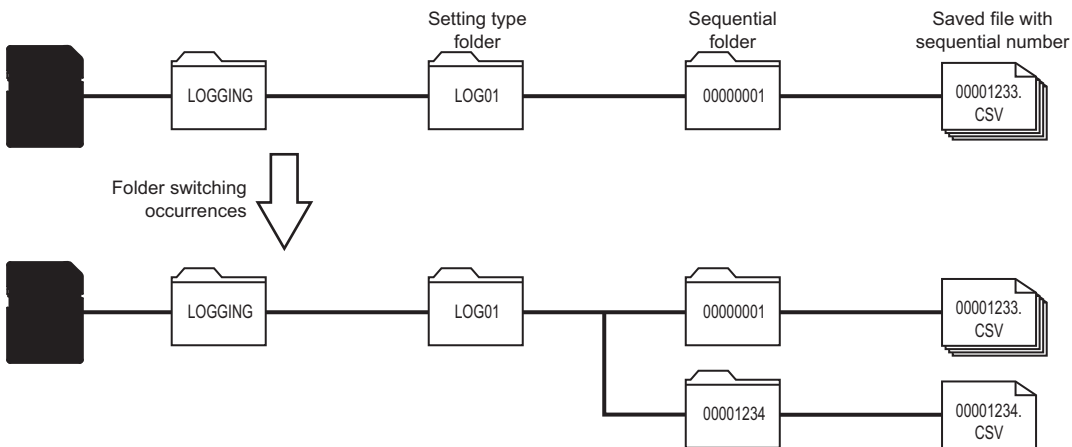 Setting type
folder
Sequential
folder
Saved file with
sequential number
LOGGING
LOG01
00000001
00001233.
CSV
Folder switching
occurrences
LOGGING
LOG01
00000001
00001233.
CSV
00001234
00001234.
CSV